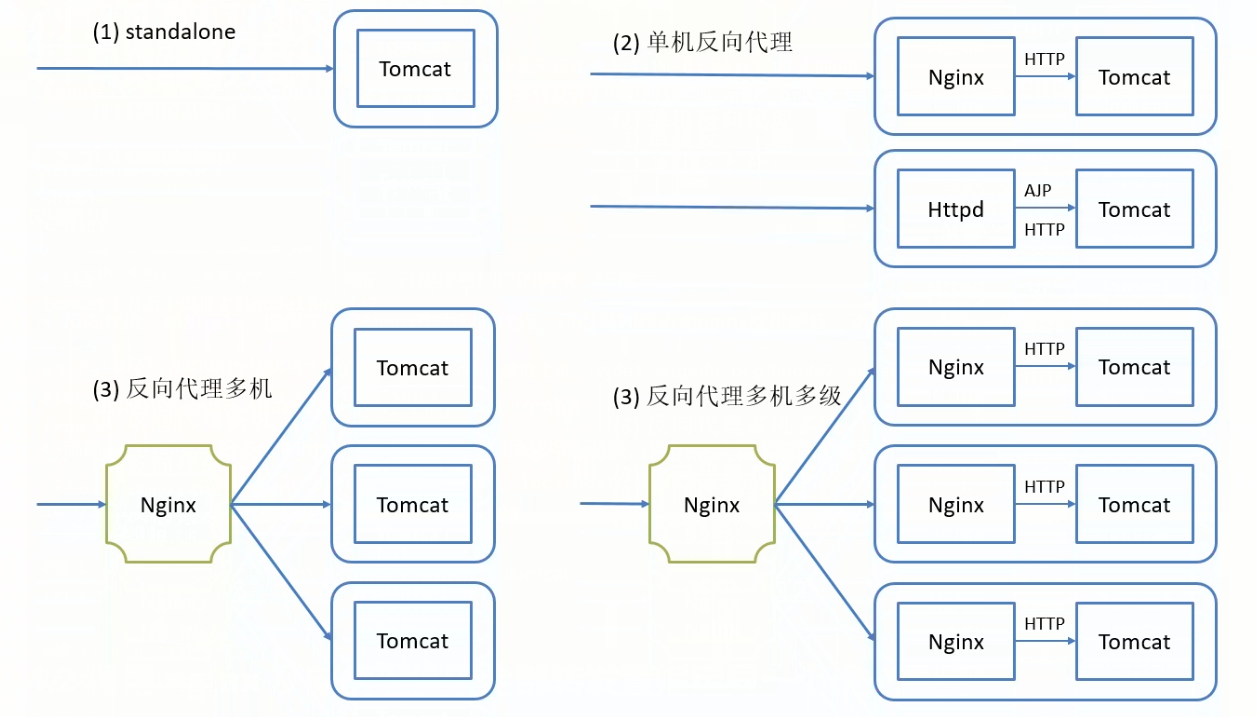 (1) standalone
Tomcat
(2) 单机反向代理
Nginx
HTTP
Tomcat
Httpd
AJP
HTTP
Tomcat
(3) 反向代理多机
Nginx
Tomcat
Tomcat
Tomcat
(3) 反向代理多机多级
Nginx
Nginx
HTTP
Tomcat
Nginx
HTTP
Tomcat
Nginx
HTTP
Tomcat